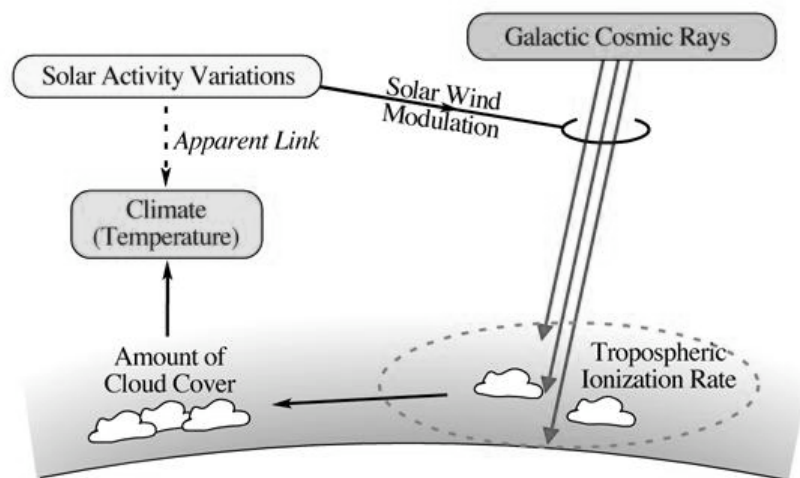 Galactic Cosmic Rays
Solar Activity Variations
Solar Wind
Modulation
Apparent Link
Climate
(Temperature)
Amount of
Cloud Cover
Tropospheric
Ionization Rate